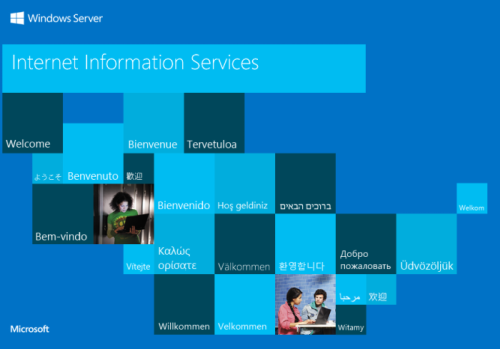 Windows Server
Internet Information Services
Welcome
Bienvenue
Tervetuloa
ようこそ
Benvenuto
歡迎
Bienvenido
Hoş geldiniz
ברוכים הבאים
Welkom
Bem-vindo
Vítejte
Καλώς
ορίσατε
Välkommen
환영합니다
Добро
пожаловать
Üdvözöljük
Microsoft
Willkommen
Velkommen
مرحبا
欢迎
Witamy